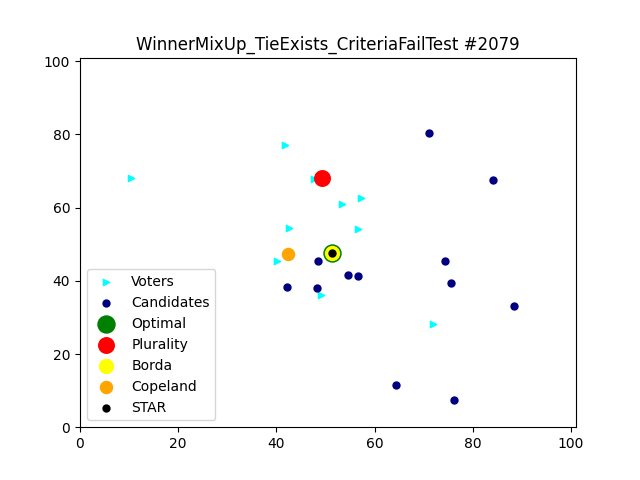 WinnerMixUp_TieExists_CriteriaFailTest #2079
100
80
60
40
20
0
Voters
Candidates
Optimal
Plurality
Borda
Copeland
STAR
0 20 40 60 80 100